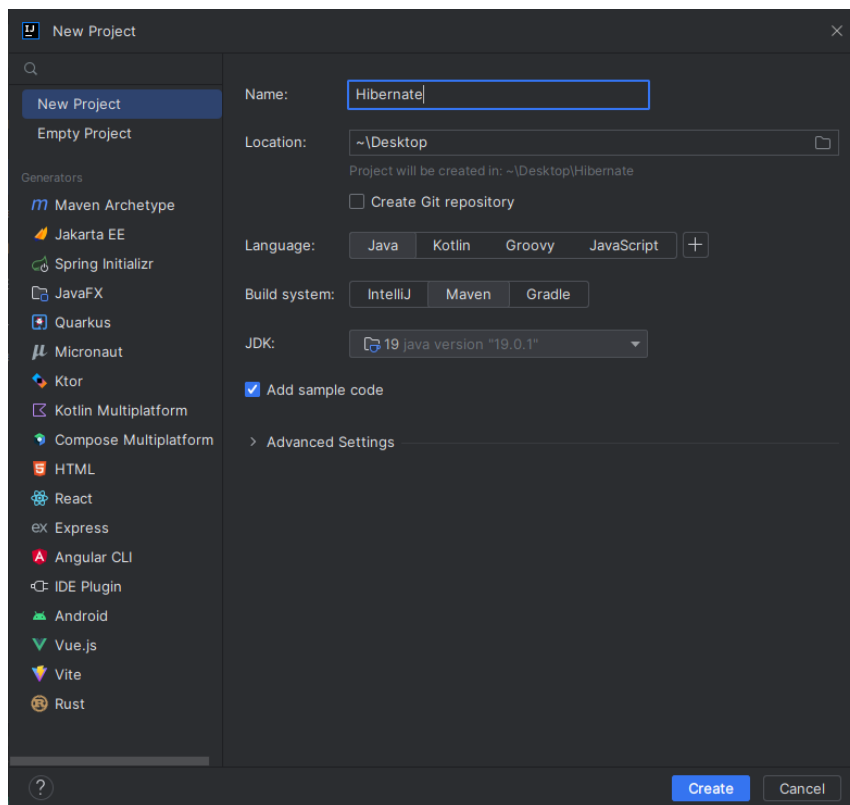 New Project
New Project
Empty Project
Generators
Maven Archetype
Jakarta EE
Spring Initializr
JavaFX
Quarkus
Micronaut
Ktor
Kotlin Multiplatform
Compose Multiplatform
HTML
React
ex Express
Angular CLI
IDE Plugin
Android
Vue.js
Vite
Rust
Name: Hibernate
Location: ~\Desktop
Project will be created in: ~\Desktop\Hibernate
Create Git repository
Language: Java Kotlin Groovy JavaScript +
Build system: IntelliJ Maven Gradle
JDK: 19 java version "19.0.1"
Add sample code
> Advanced Settings
? Create Cancel